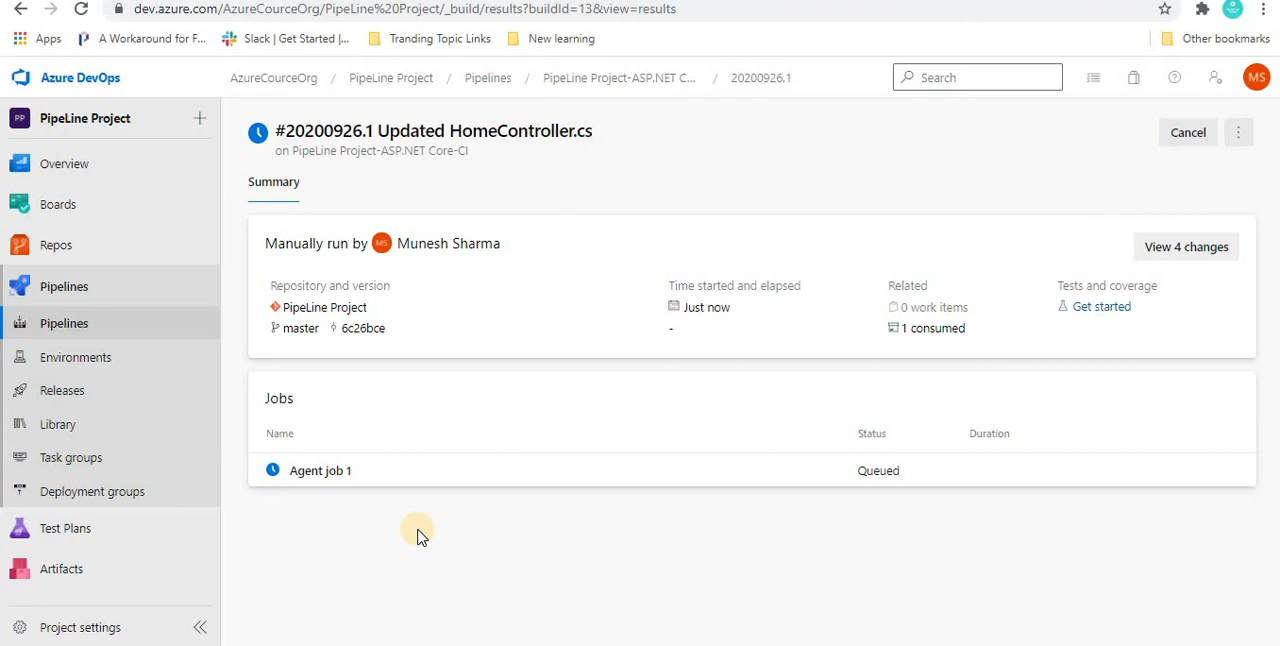 dev.azure.com/AzureCourceOrg/PipeLine%20Project/_build/results?buildId=13&view=results
Apps A Workaround for F... Slack | Get Started |... Tranding Topic Links New learning Other bookmarks
Azure DevOps AzureCourceOrg / PipeLine Project / Pipelines / PipeLine Project-ASP.NET C... / 20200926.1 Search MS
PP PipeLine Project
#20200926.1 Updated HomeController.cs Cancel
on PipeLine Project-ASP.NET Core-CI
Overview
Boards
Repos
Pipelines
Pipelines
Environments
Releases
Library
Task groups
Deployment groups
Test Plans
Artifacts
Project settings
Summary
Manually run by MS Munesh Sharma View 4 changes
Repository and version Time started and elapsed Related Tests and coverage
PipeLine Project Just now 0 work items Get started
master 6c26bce - 1 consumed
Jobs
Name Status Duration
Agent job 1 Queued